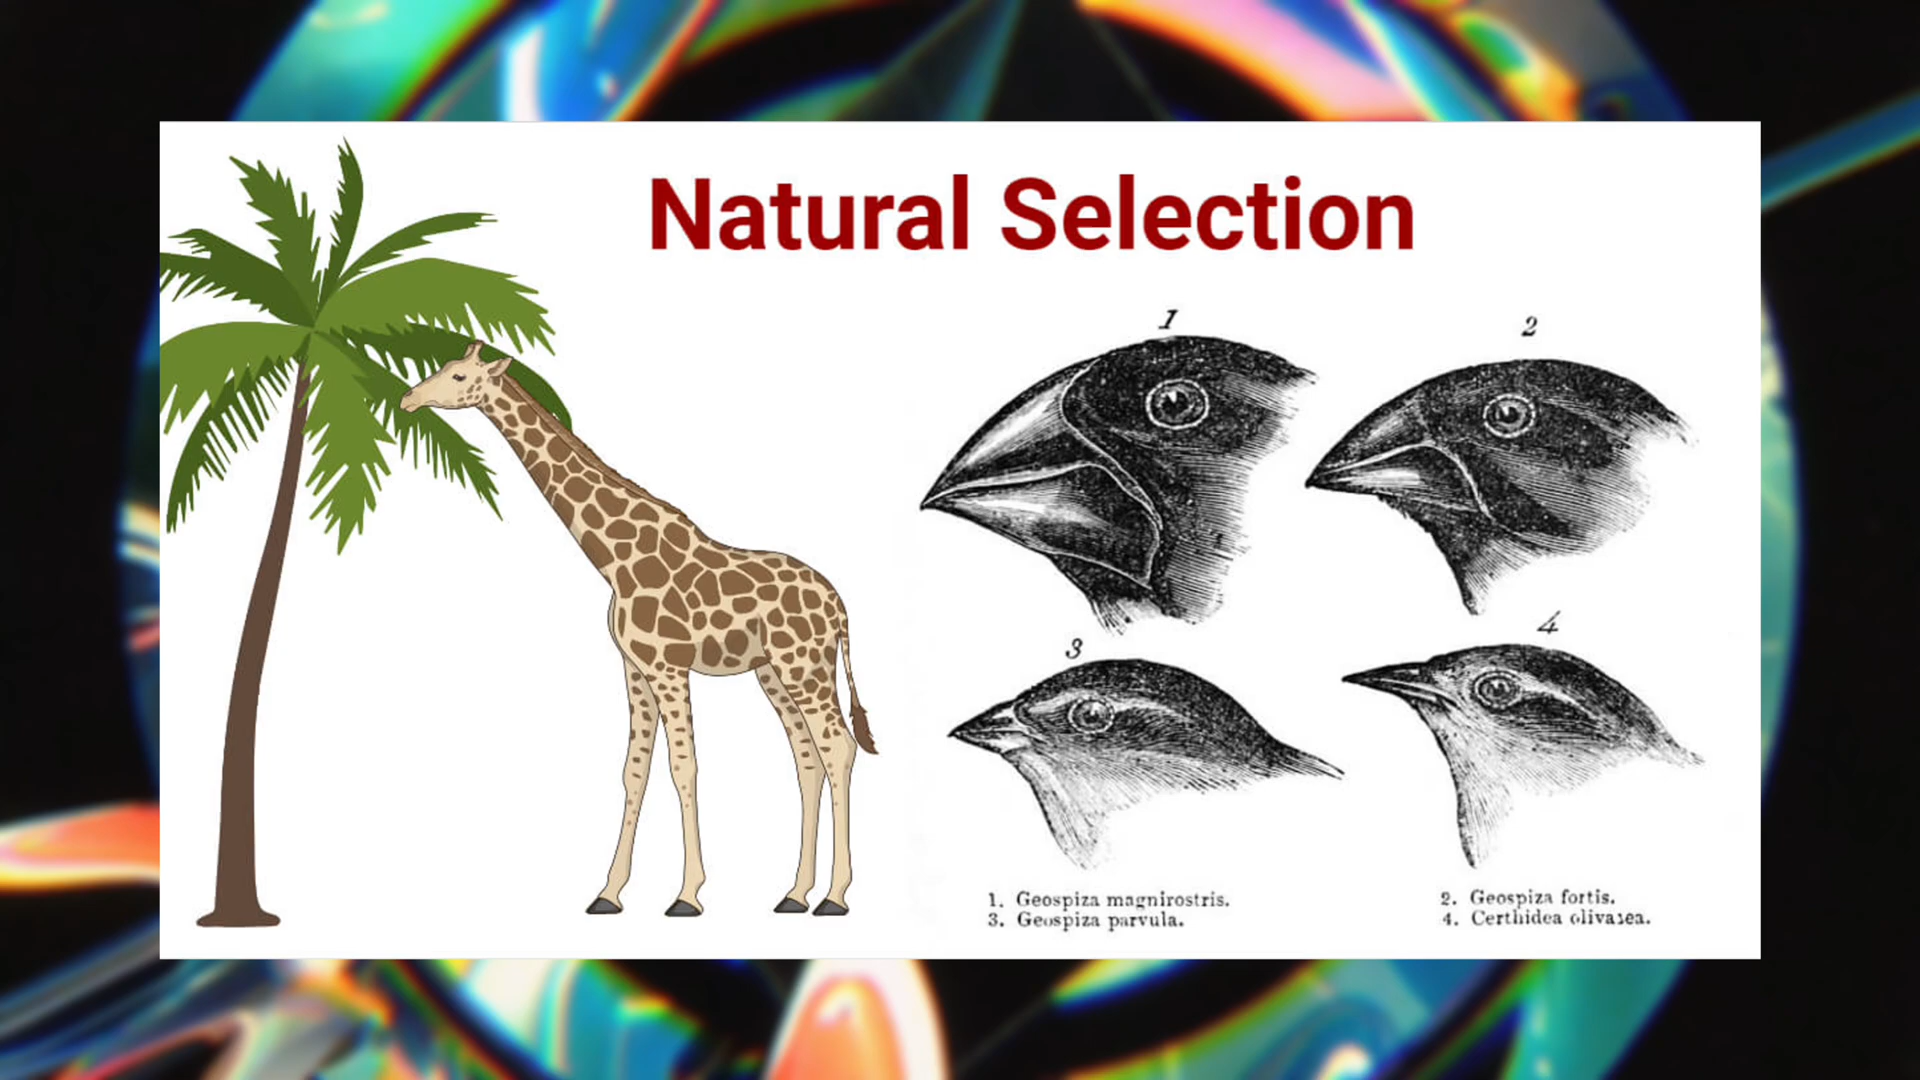 Natural Selection
1
2
3
4
1. Geospiza magnirostris.
2. Geospiza fortis.
3. Geospiza parvula.
4. Certhidea olivasea.